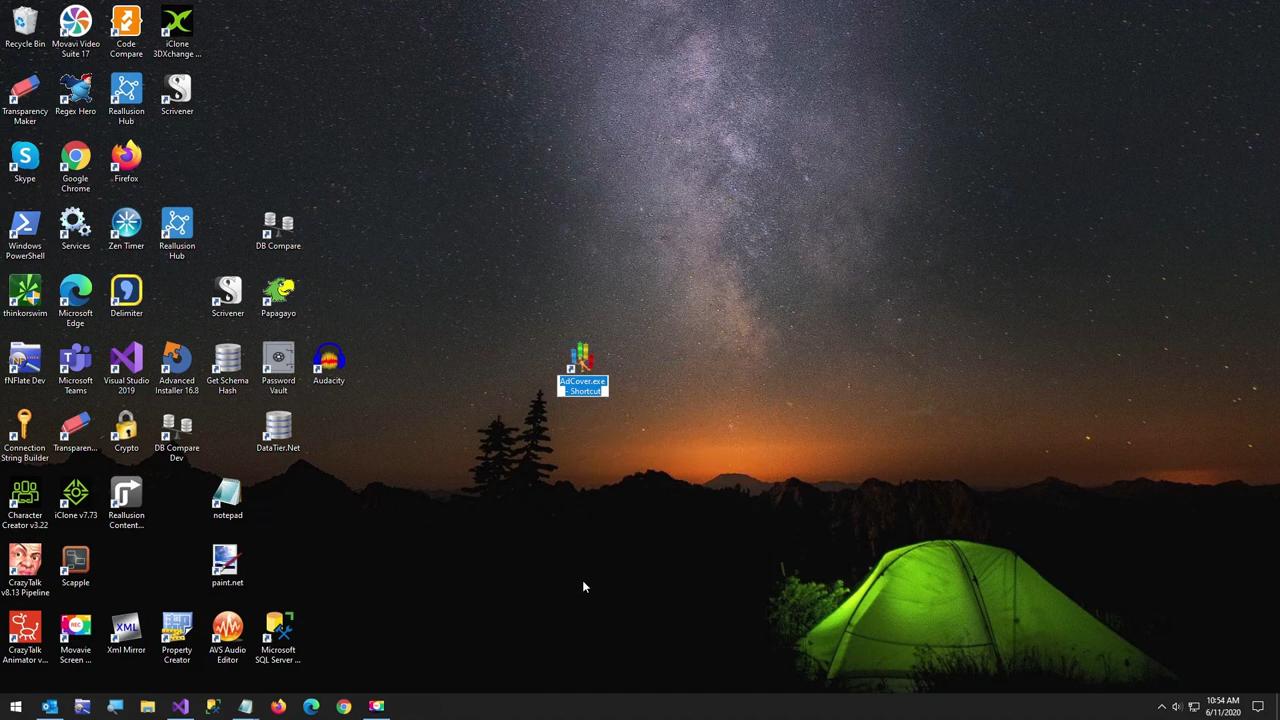 Recycle Bin
Movavi Video
Suite 17
Code
Compare
iClone
3DXchange ...
Transparency
Maker
Regex Hero
Reallusion
Hub
Scrivener
Skype
Google
Chrome
Firefox
Windows
PowerShell
Services
Zen Timer
Reallusion
Hub
DB Compare
thinkorswim
Microsoft
Edge
Delimiter
Scrivener
Papagayo
NF
fNFlate Dev
Microsoft
Teams
Visual Studio
2019
Advanced
Installer 16.8
Get Schema
Hash
Password
Vault
Audacity
AdCover.exe
- Shortcut
Connection
String Builder
Transparen...
Crypto
DB Compare
Dev
DataTier.Net
Character
Creator v3.22
iClone v7.73
Reallusion
Content...
notepad
CrazyTalk
v8.13 Pipeline
Scapple
paint.net
CrazyTalk
Animator v...
REC
Movavie
Screen ...
XML
Xml Mirror
Property
Creator
AVS Audio
Editor
Microsoft
SQL Server ...
10:54 AM
6/11/2020